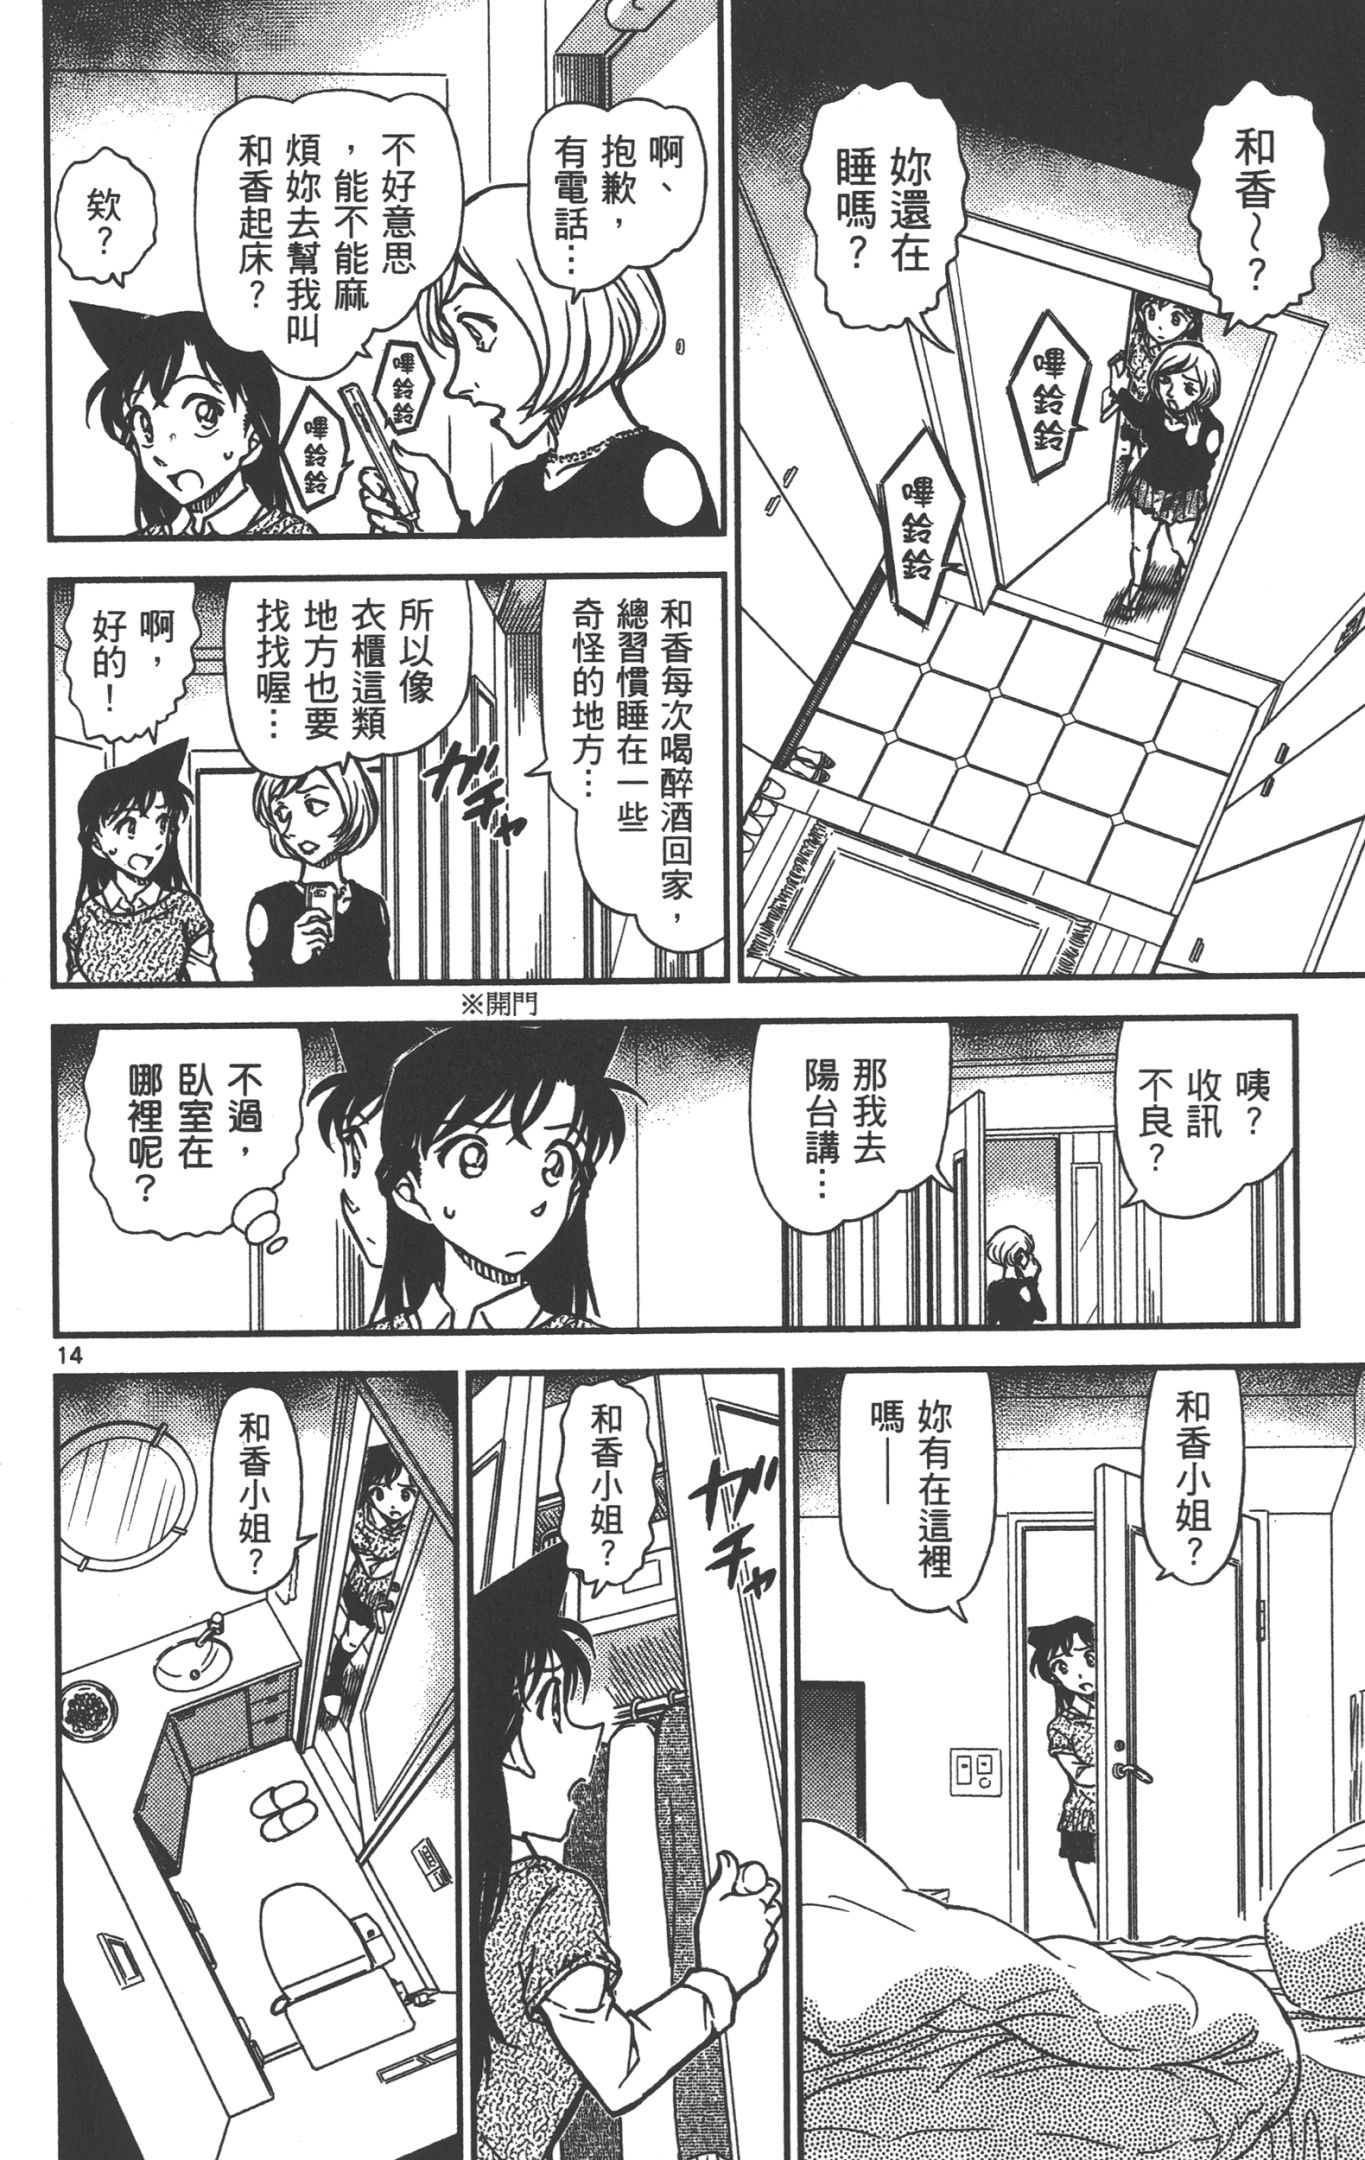 和香～？
妳還在
睡嗎？
嗶鈴鈴
嗶鈴鈴
啊、
抱歉，
有電話…
不好意思
，能不能麻
煩妳去幫我叫
和香起床？
嗶鈴鈴
嗶鈴鈴
欸？
和香每次喝醉酒回家，
總習慣睡在一些
奇怪的地方…
所以像
衣櫃這類
地方也要
找找喔…
ガチャ
啊，
好的！
※開門
咦？
收訊
不良？
那我去
陽台講…
不過，
臥室在
哪裡呢？
14
和香小姐？
妳有在這裡
嗎——
ガチャ
和香小姐？
和香小姐？